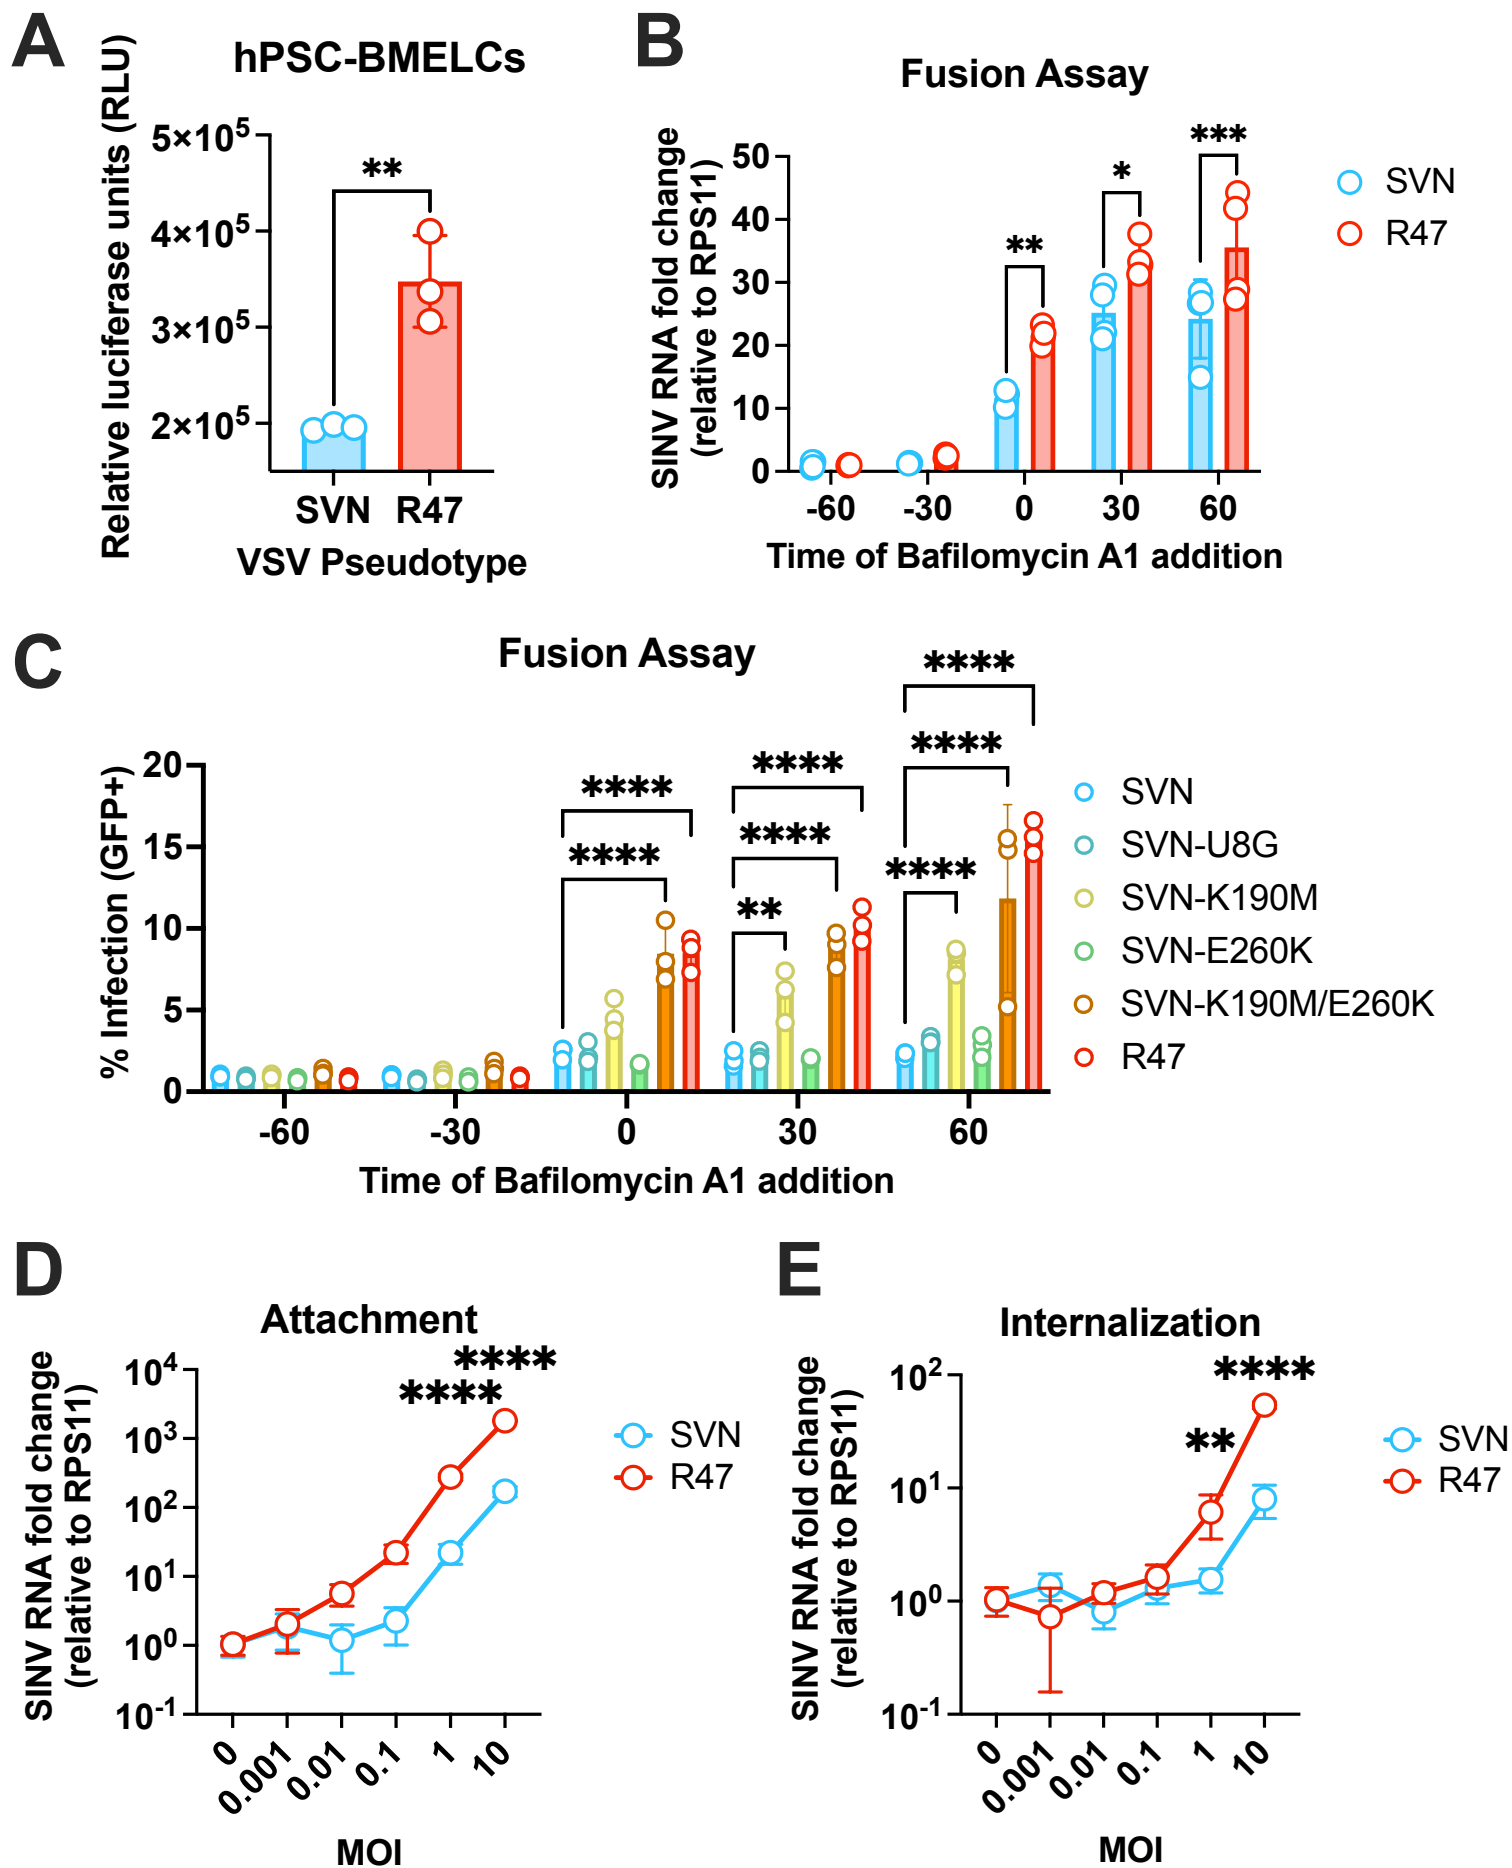 A
hPSC-BMELCs
Relative luciferase units (RLU)
5×10⁵
4×10⁵
3×10⁵
2×10⁵
**
SVN R47
VSV Pseudotype
B
Fusion Assay
SINV RNA fold change
(relative to RPS11)
50
40
30
20
10
0
**
*
***
-60 -30 0 30 60
Time of Bafilomycin A1 addition
SVN
R47
C
Fusion Assay
% Infection (GFP+)
20
15
10
5
0
****
****
****
****
**
****
****
****
-60 -30 0 30 60
Time of Bafilomycin A1 addition
SVN
SVN-U8G
SVN-K190M
SVN-E260K
SVN-K190M/E260K
R47
D
Attachment
SINV RNA fold change
(relative to RPS11)
10⁴
10³
10²
10¹
10⁰
10⁻¹
****
****
0 0.001 0.01 0.1 1 10
MOI
SVN
R47
E
Internalization
SINV RNA fold change
(relative to RPS11)
10²
10¹
10⁰
10⁻¹
****
**
0 0.001 0.01 0.1 1 10
MOI
SVN
R47